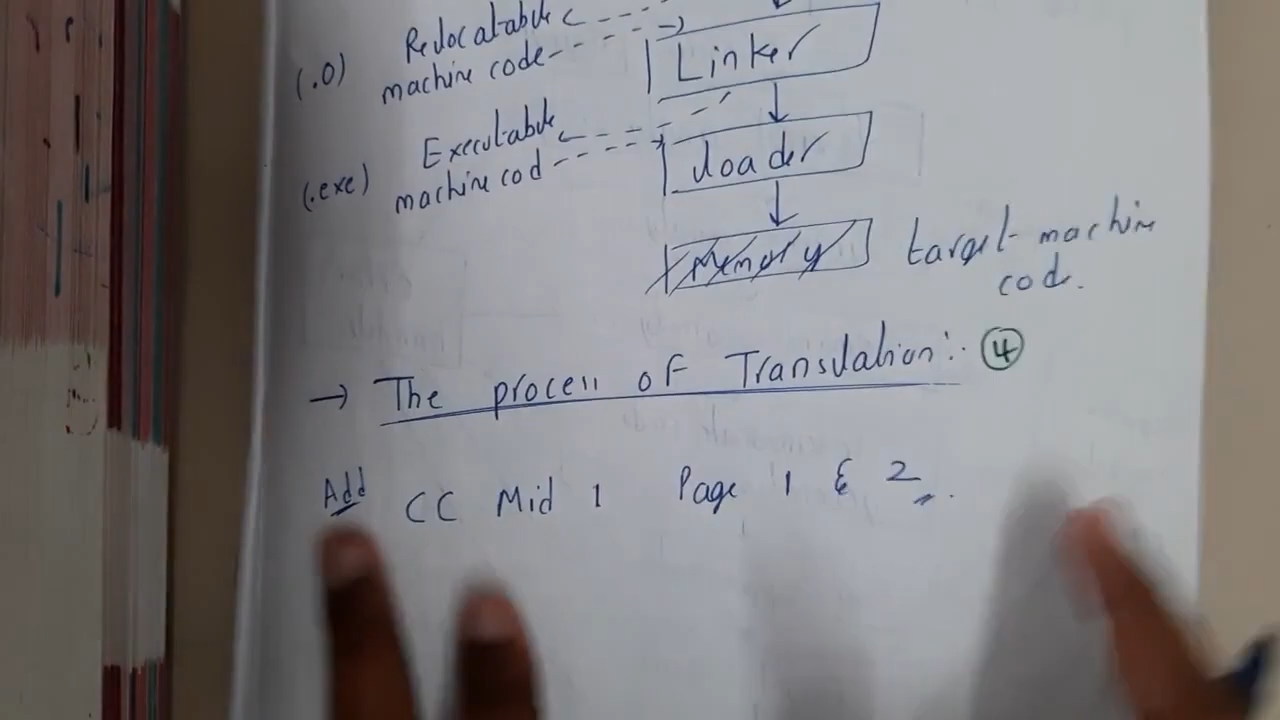 Relocatable
(.o) machine code
Linker
Executable
(.exe) machine cod
loader
Memory
target machine
cod.
→ The process of Translation:. ④
Add CC Mid 1 Page 1 & 2